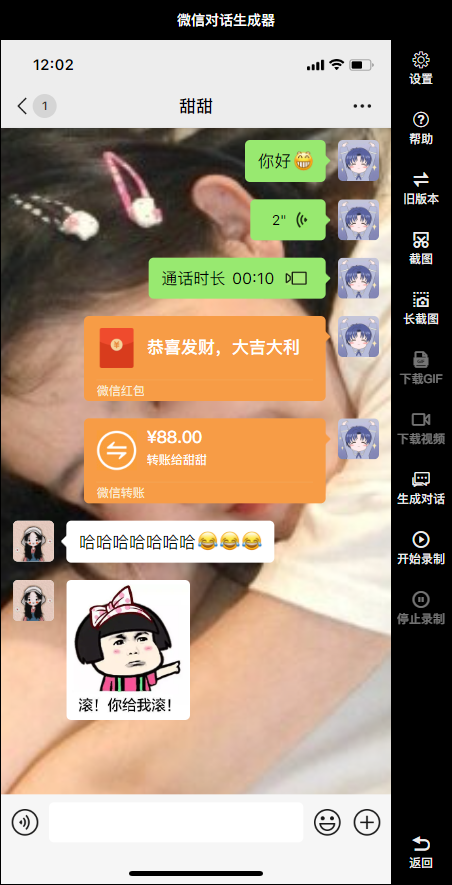 微信对话生成器
12:02
1
甜甜
你好😁
2"
通话时长 00:10
恭喜发财，大吉大利
微信红包
¥88.00
转账给甜甜
微信转账
哈哈哈哈哈哈哈😂😂😂
滚！你给我滚！
设置
帮助
旧版本
截图
长截图
GIF
下载GIF
下载视频
生成对话
开始录制
停止录制
返回